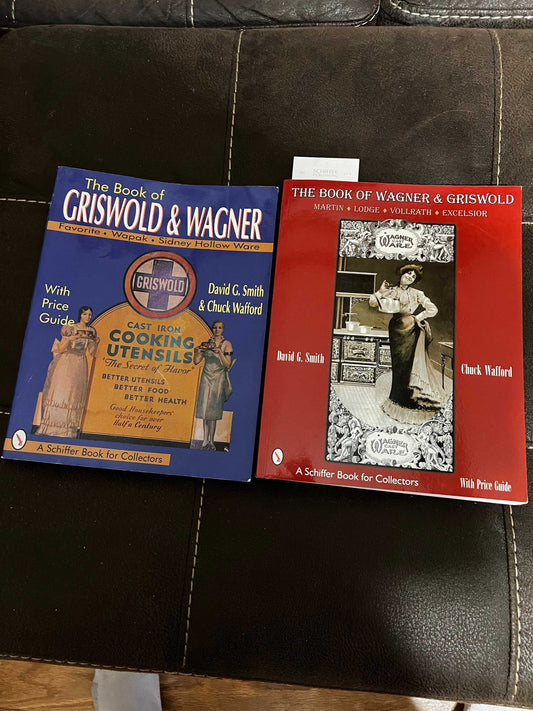 The Book of
GRISWOLD & WAGNER
Favorite • Wapak • Sidney Hollow Ware
With
Price
Guide
David G. Smith
& Chuck Wafford
GRISWOLD
CAST IRON
COOKING
UTENSILS
"The Secret of Flavor"
BETTER UTENSILS
BETTER FOOD
BETTER HEALTH
Good Housekeepers'
choice for over
Half a Century
A Schiffer Book for Collectors
SCHIFFER
THE BOOK OF WAGNER & GRISWOLD
MARTIN ♦ LODGE ♦ VOLLRATH ♦ EXCELSIOR
WAGNER
CAST
WARE
David G. Smith
Chuck Wafford
WAGNER
CAST
WARE
A Schiffer Book for Collectors
With Price Guide